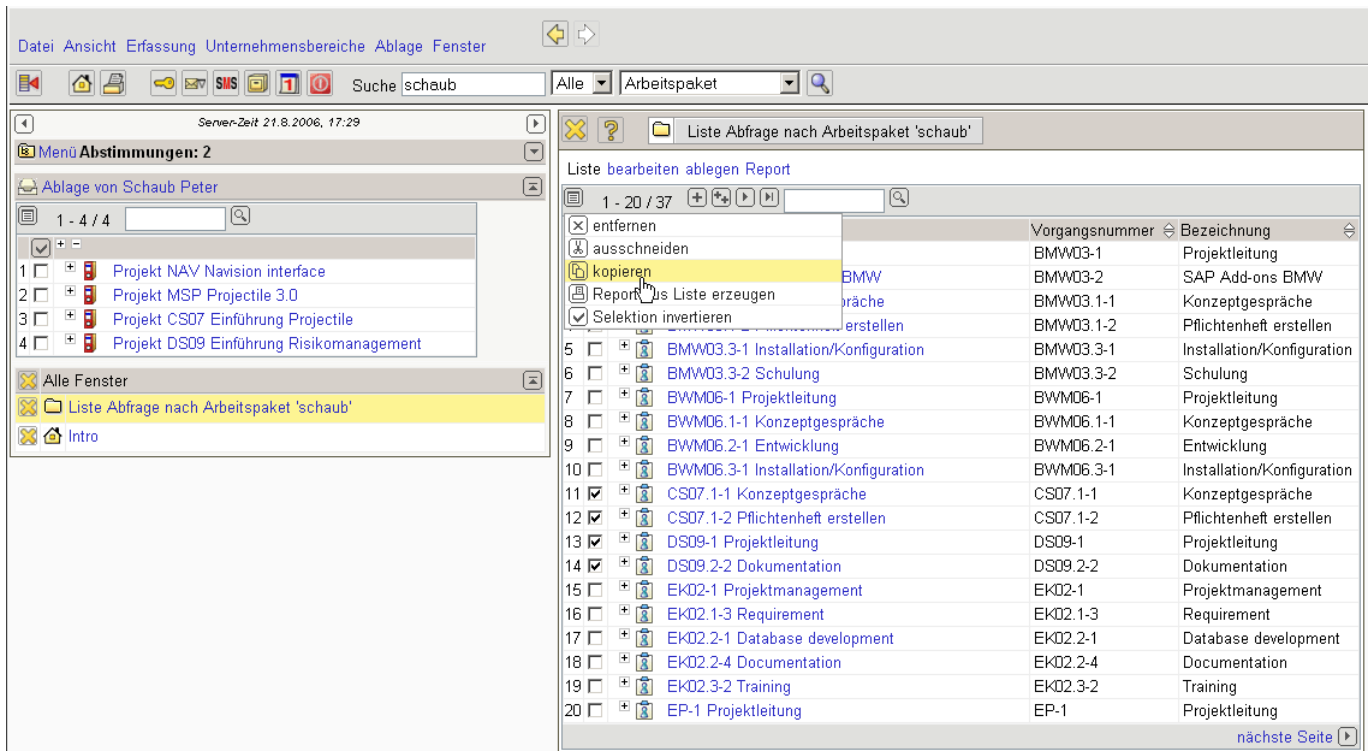 Datei Ansicht Erfassung Unternehmensbereiche Ablage Fenster
SMS 1 Suche schaub Alle Arbeitspaket
Server-Zeit 21.8.2006, 17:29
Menü Abstimmungen: 2
Ablage von Schaub Peter
1 - 4 / 4
1 Projekt NAV Navision interface
2 Projekt MSP Projectile 3.0
3 Projekt CS07 Einführung Projectile
4 Projekt DS09 Einführung Risikomanagement
Alle Fenster
Liste Abfrage nach Arbeitspaket 'schaub'
Intro
? Liste Abfrage nach Arbeitspaket 'schaub'
Liste bearbeiten ablegen Report
1 - 20 / 37
entfernen
ausschneiden
kopieren
Selektion invertieren
Vorgangsnummer Bezeichnung
BMW03-1 Projektleitung
BMW BMW03-2 SAP Add-ons BMW
BMW03.1-1 Konzeptgespräche
erstellen BMW03.1-2 Pflichtenheft erstellen
5 BMW03.3-1 Installation/Konfiguration BMW03.3-1 Installation/Konfiguration
6 BMW03.3-2 Schulung BMW03.3-2 Schulung
7 BWM06-1 Projektleitung BWM06-1 Projektleitung
8 BWM06.1-1 Konzeptgespräche BWM06.1-1 Konzeptgespräche
9 BWM06.2-1 Entwicklung BWM06.2-1 Entwicklung
10 BWM06.3-1 Installation/Konfiguration BWM06.3-1 Installation/Konfiguration
11 CS07.1-1 Konzeptgespräche CS07.1-1 Konzeptgespräche
12 CS07.1-2 Pflichtenheft erstellen CS07.1-2 Pflichtenheft erstellen
13 DS09-1 Projektleitung DS09-1 Projektleitung
14 DS09.2-2 Dokumentation DS09.2-2 Dokumentation
15 EK02-1 Projektmanagement EK02-1 Projektmanagement
16 EK02.1-3 Requirement EK02.1-3 Requirement
17 EK02.2-1 Database development EK02.2-1 Database development
18 EK02.2-4 Documentation EK02.2-4 Documentation
19 EK02.3-2 Training EK02.3-2 Training
20 EP-1 Projektleitung EP-1 Projektleitung
nächste Seite